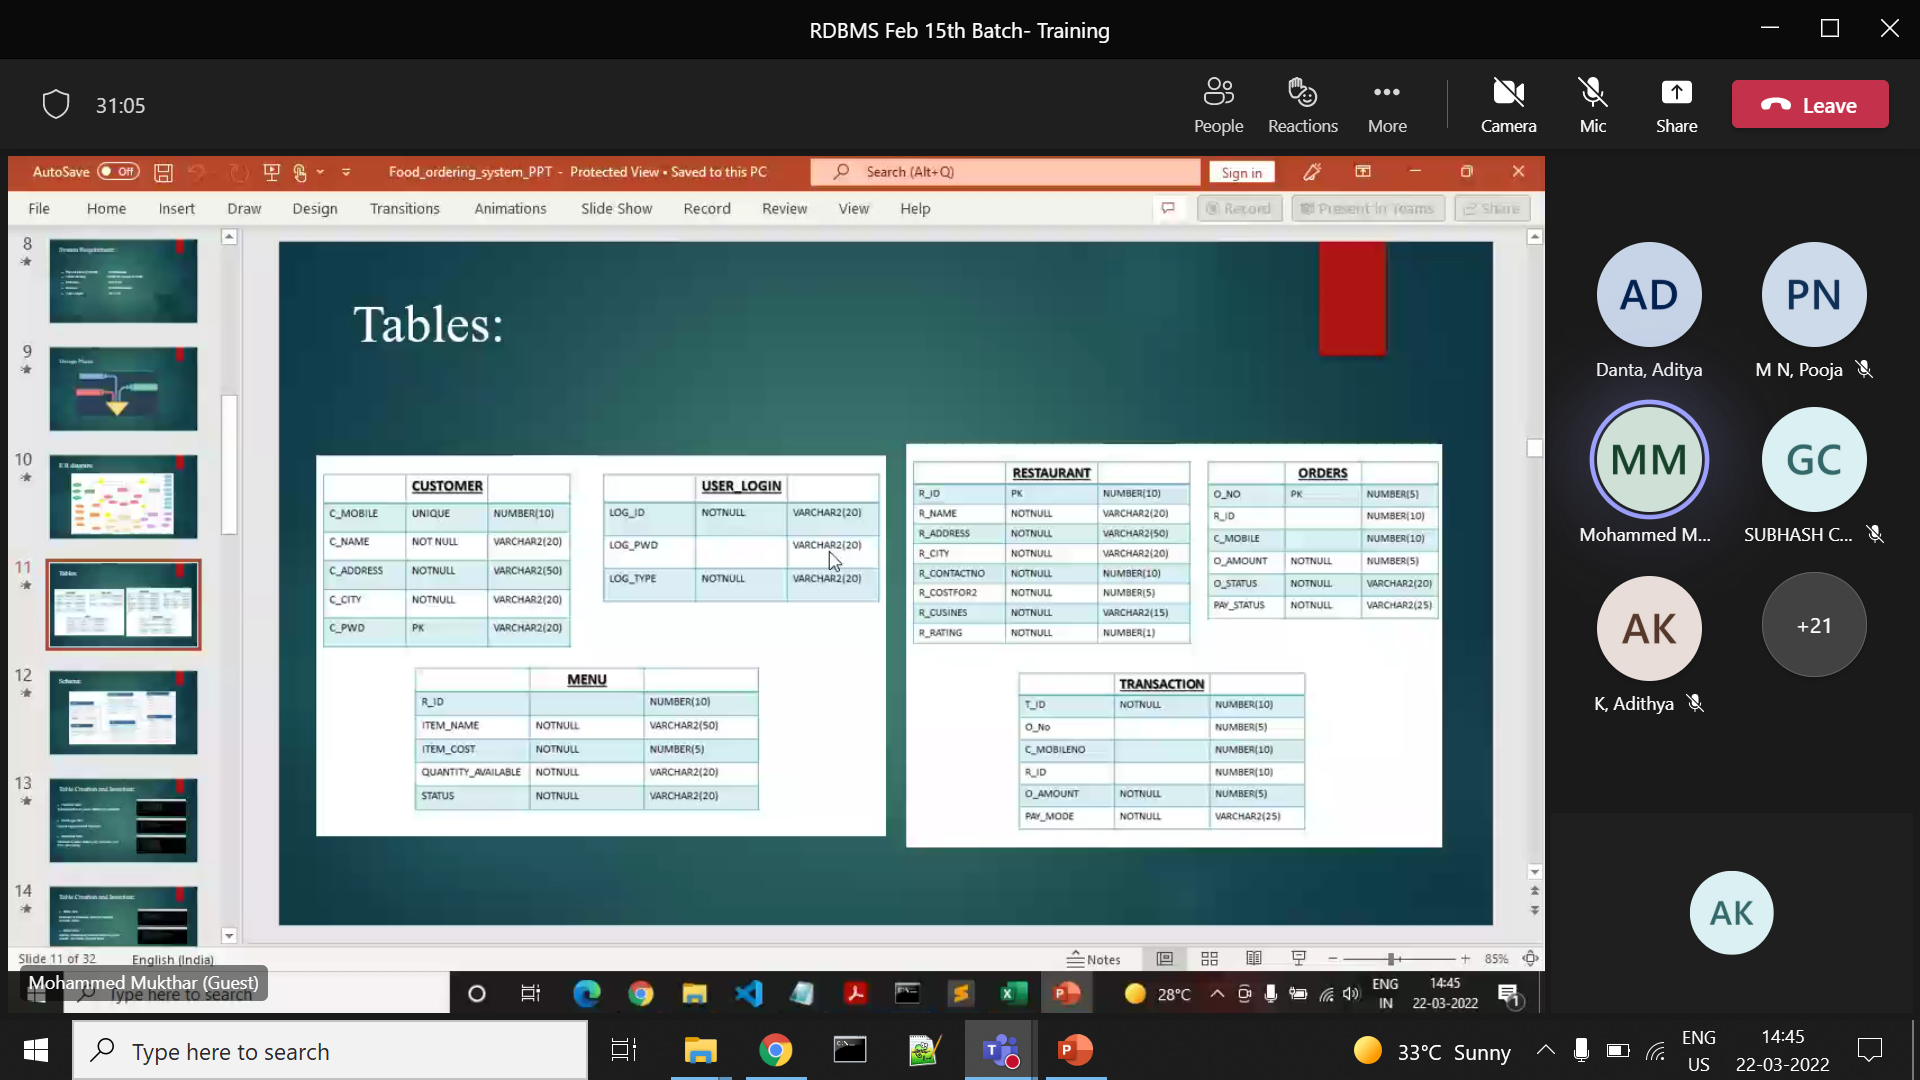 RDBMS Feb 15th Batch- Training
31:05
People
Reactions
More
Camera
Mic
Share
Leave
AutoSave Off
Food_ordering_system_PPT - Protected View • Saved to this PC
Search (Alt+Q)
Sign in
File Home Insert Draw Design Transitions Animations Slide Show Record Review View Help
Record
Present in Teams
Share
8
9
10
11
12
13
14
Tables:
CUSTOMER
C_MOBILE UNIQUE NUMBER(10)
C_NAME NOT NULL VARCHAR2(20)
C_ADDRESS NOTNULL VARCHAR2(50)
C_CITY NOTNULL VARCHAR2(20)
C_PWD PK VARCHAR2(20)
USER_LOGIN
LOG_ID NOTNULL VARCHAR2(20)
LOG_PWD VARCHAR2(20)
LOG_TYPE NOTNULL VARCHAR2(20)
MENU
R_ID NUMBER(10)
ITEM_NAME NOTNULL VARCHAR2(50)
ITEM_COST NOTNULL NUMBER(5)
QUANTITY_AVAILABLE NOTNULL VARCHAR2(20)
STATUS NOTNULL VARCHAR2(20)
RESTAURANT
R_ID PK NUMBER(10)
R_NAME NOTNULL VARCHAR2(20)
R_ADDRESS NOTNULL VARCHAR2(50)
R_CITY NOTNULL VARCHAR2(20)
R_CONTACTNO NOTNULL NUMBER(10)
R_COSTFOR2 NOTNULL NUMBER(5)
R_CUSINES NOTNULL VARCHAR2(15)
R_RATING NOTNULL NUMBER(1)
ORDERS
O_NO PK NUMBER(5)
R_ID NUMBER(10)
C_MOBILE NUMBER(10)
O_AMOUNT NOTNULL NUMBER(5)
O_STATUS NOTNULL VARCHAR2(20)
PAY_STATUS NOTNULL VARCHAR2(25)
TRANSACTION
T_ID NOTNULL NUMBER(10)
O_No NUMBER(5)
C_MOBILENO NUMBER(10)
R_ID NUMBER(10)
O_AMOUNT NOTNULL NUMBER(5)
PAY_MODE NOTNULL VARCHAR2(25)
AD
Danta, Aditya
PN
M N, Pooja
MM
Mohammed M...
GC
SUBHASH C...
AK
K, Adithya
+21
AK
Slide 11 of 32 English (India)
Notes
85%
Mohammed Mukthar (Guest)
Type here to search
28°C
ENG
IN
14:45
22-03-2022
1
Type here to search
33°C Sunny
ENG
US
14:45
22-03-2022